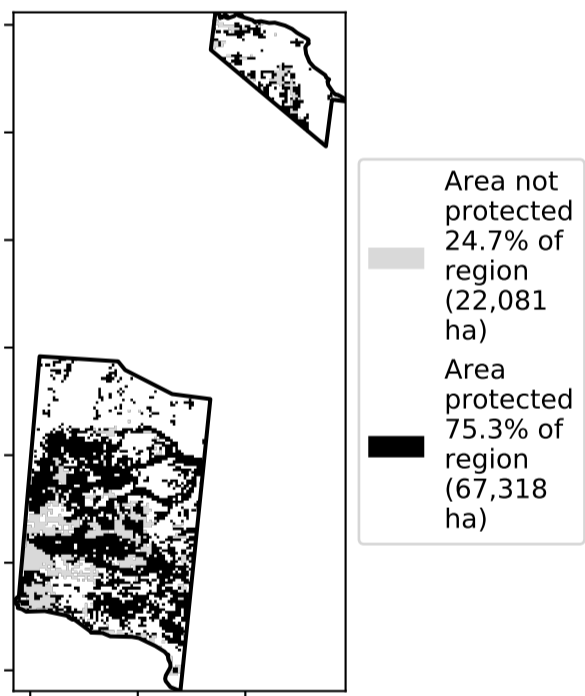 Area not
protected
24.7% of
region
(22,081
ha)
Area
protected
75.3% of
region
(67,318
ha)